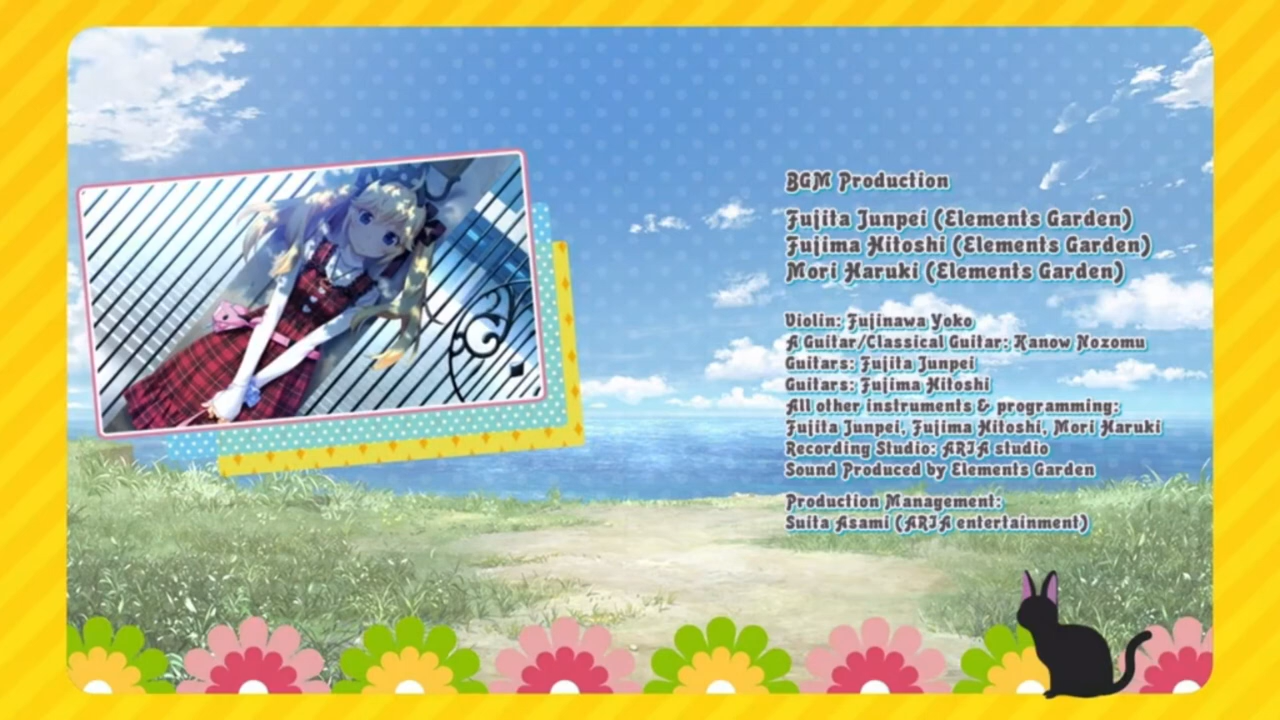 BGM Production
Fujita Junpei (Elements Garden)
Fujima Hitoshi (Elements Garden)
Mori Haruki (Elements Garden)
Violin: Fujinawa Yoko
A Guitar/Classical Guitar: Kanow Nozomu
Guitars: Fujita Junpei
Guitars: Fujima Hitoshi
All other instruments & programming:
Fujita Junpei, Fujima Hitoshi, Mori Haruki
Recording Studio: ARIA studio
Sound Produced by Elements Garden
Production Management:
Suita Asami (ARIA entertainment)